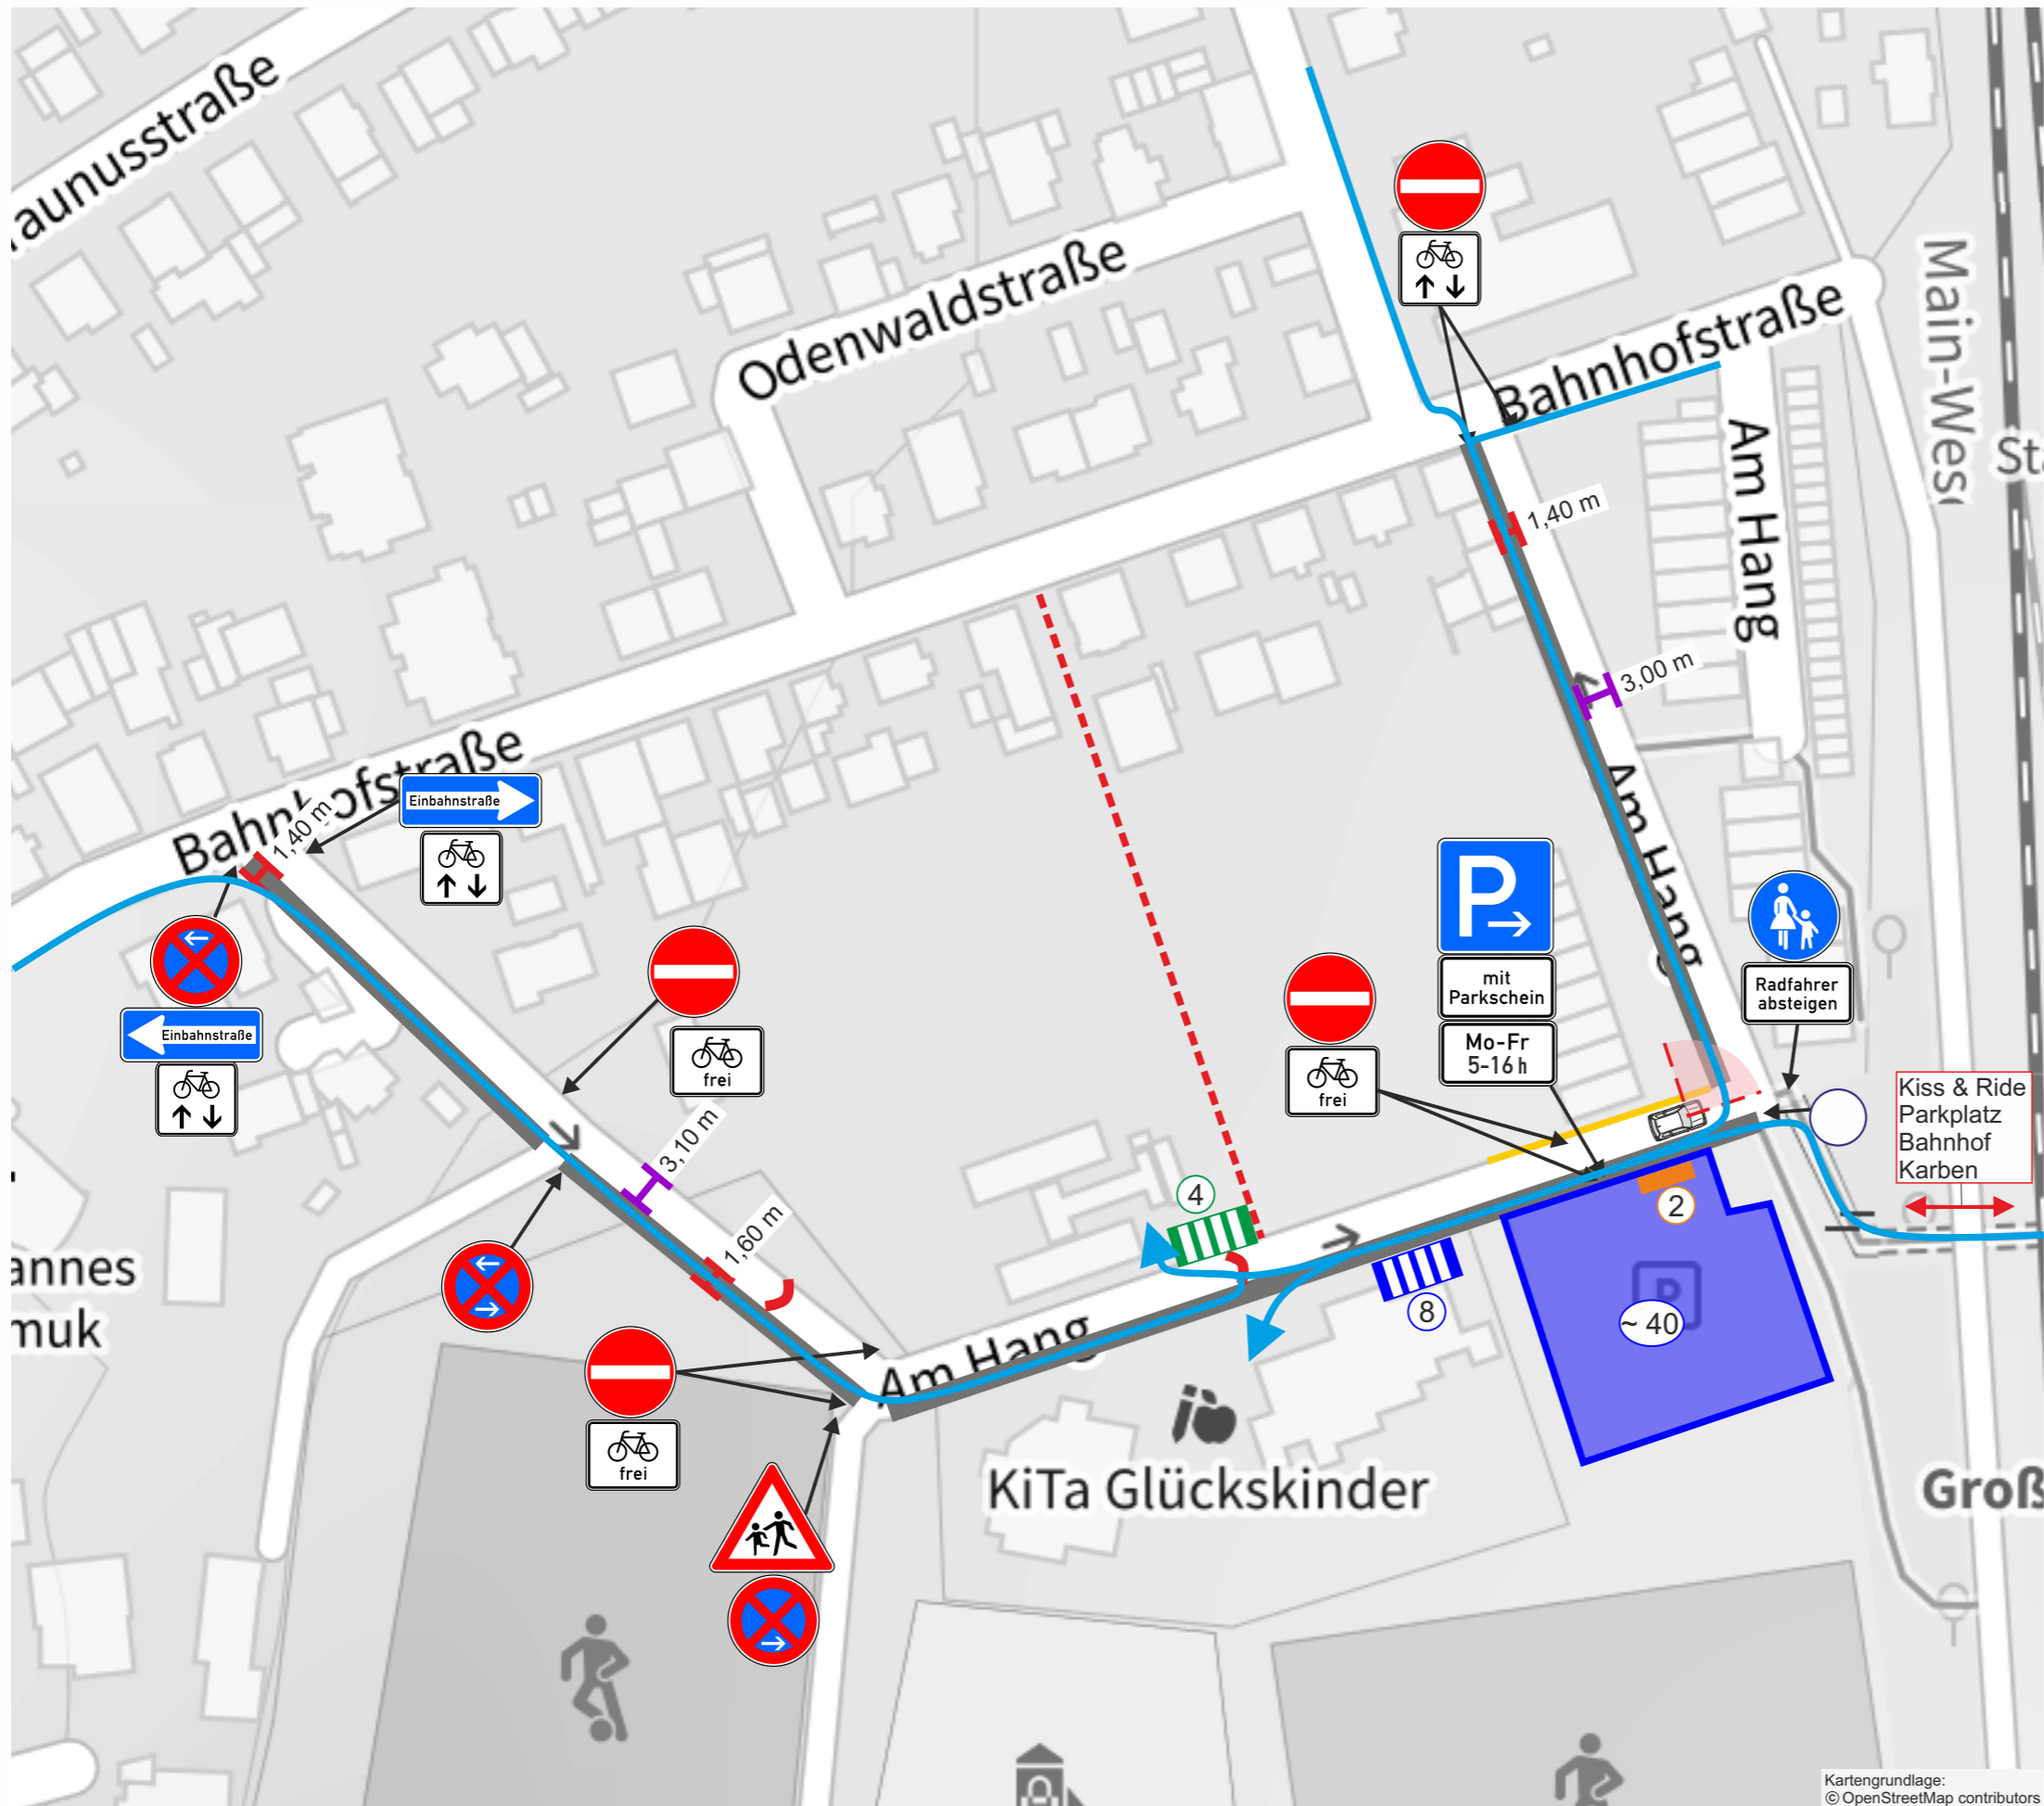 aunusstraße
Odenwaldstraße
Bahnhofstraße
Main-Wese
St
Am Hang
1,40 m
3,00 m
Bahnhofstraße
1,40 m
Einbahnstraße
Einbahnstraße
frei
3,10 m
1,60 m
Am Hang
P
mit
Parkschein
Mo-Fr
5-16 h
frei
Radfahrer
absteigen
Kiss & Ride
Parkplatz
Bahnhof
Karben
4
2
8
P
~ 40
annes
muk
Am Hang
frei
KiTa Glückskinder
Groß
Kartengrundlage:
© OpenStreetMap contributors